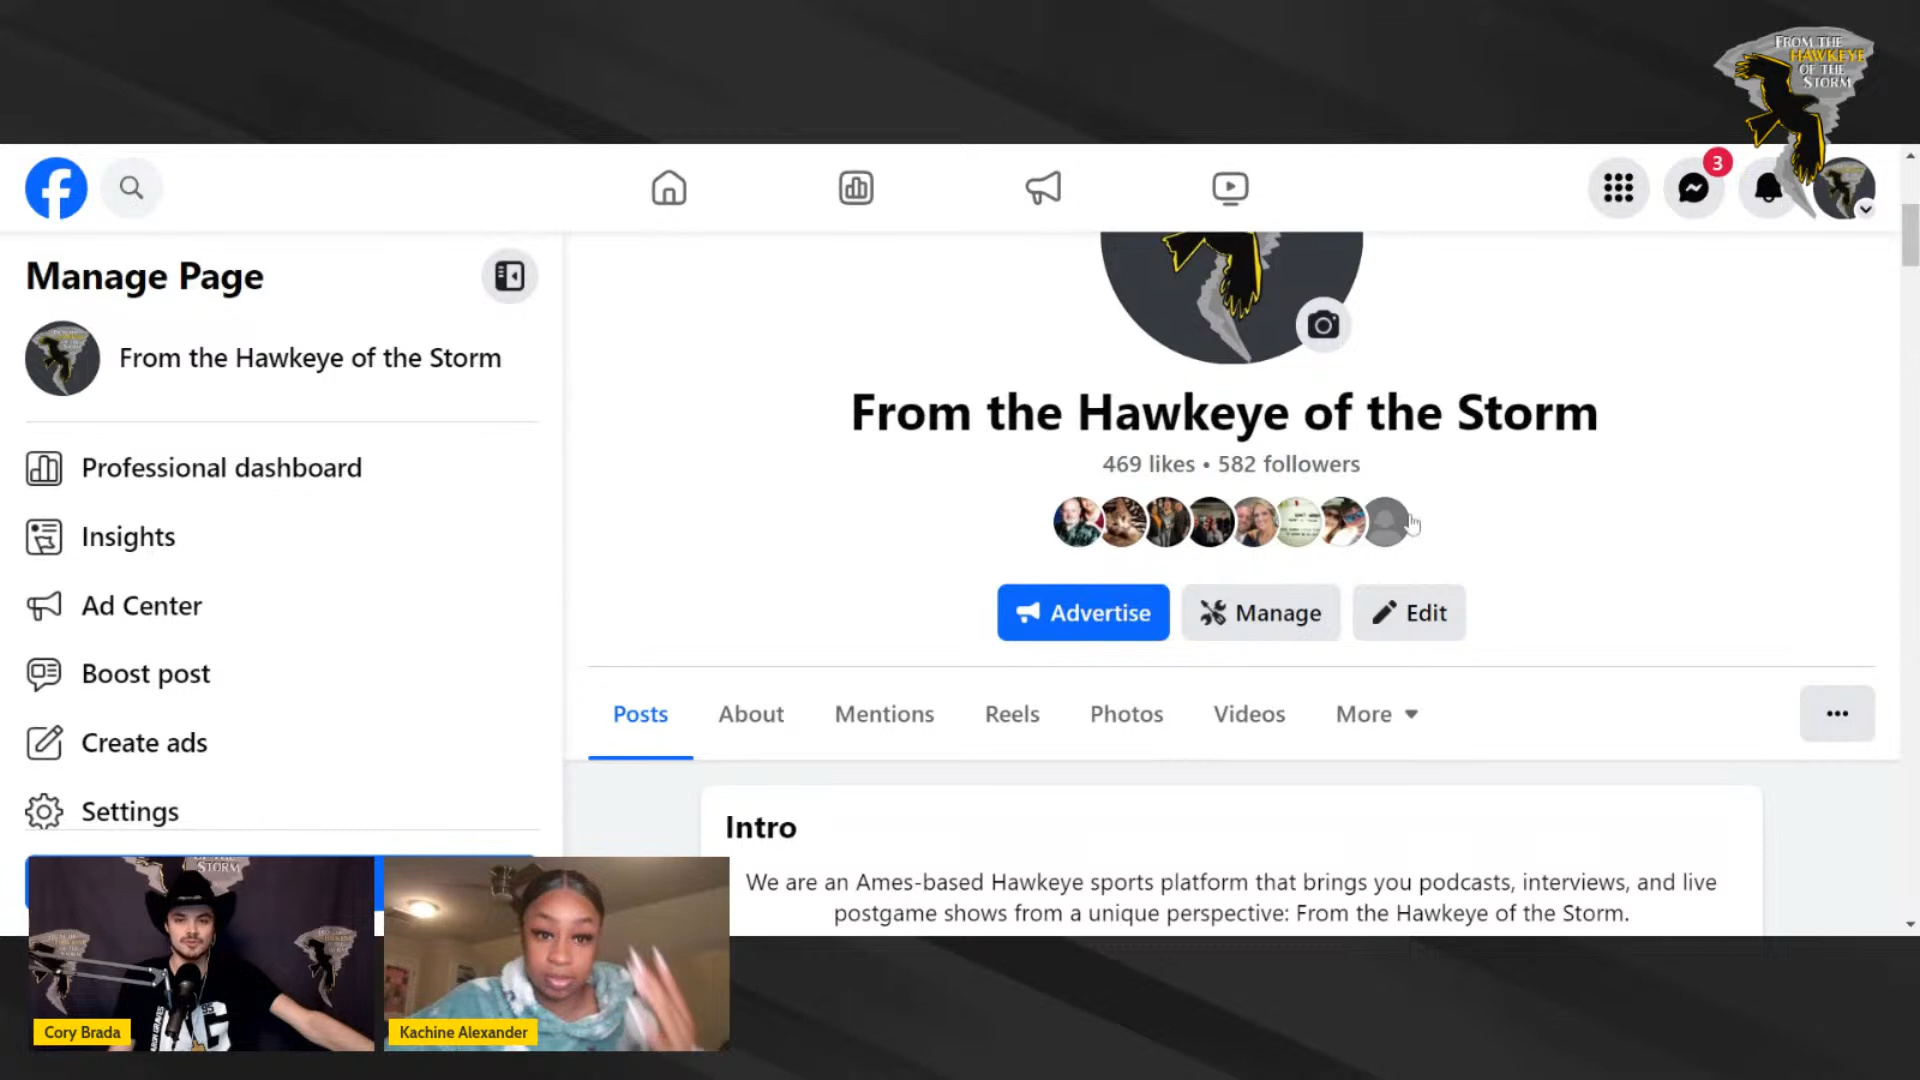 FROM THE
HAWKEYE
OF THE
STORM
3
Manage Page
From the Hawkeye of the Storm
Professional dashboard
Insights
Ad Center
Boost post
Create ads
Settings
From the Hawkeye of the Storm
469 likes • 582 followers
Advertise
Manage
Edit
Posts
About
Mentions
Reels
Photos
Videos
More
Intro
We are an Ames-based Hawkeye sports platform that brings you podcasts, interviews, and live
postgame shows from a unique perspective: From the Hawkeye of the Storm.
STORM
Cory Brada
Kachine Alexander